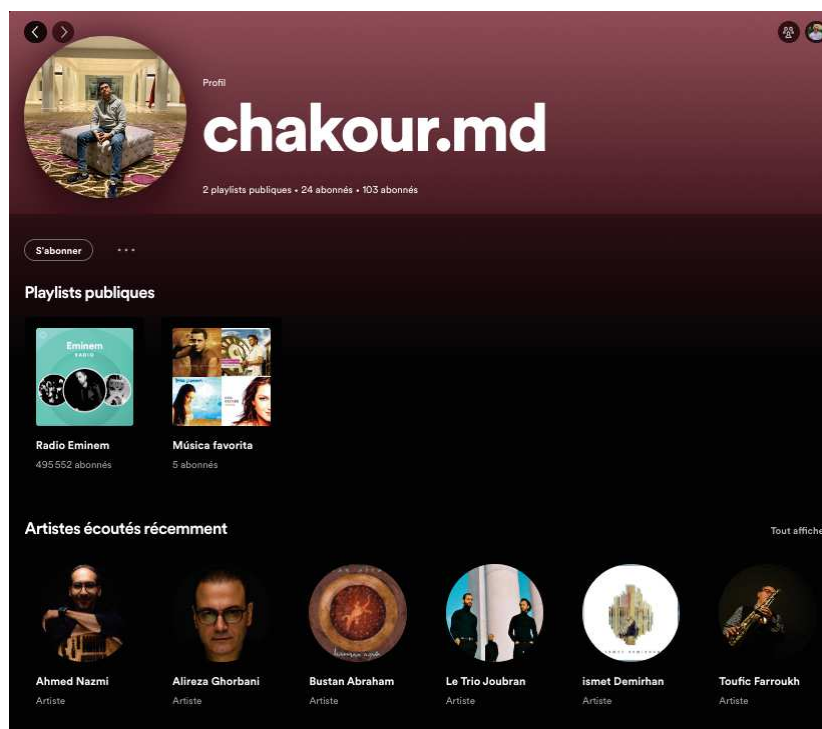 Profil
chakour.md
2 playlists publiques • 24 abonnés • 103 abonnés
S'abonner
Playlists publiques
Eminem
RADIO
Radio Eminem
495 552 abonnés
Música favorita
5 abonnés
Artistes écoutés récemment
Tout affiche
Ahmed Nazmi
Artiste
Alireza Ghorbani
Artiste
Bustan Abraham
Artiste
Le Trio Joubran
Artiste
ISMET DEMIRHAN
ismet Demirhan
Artiste
Toufic Farroukh
Artiste